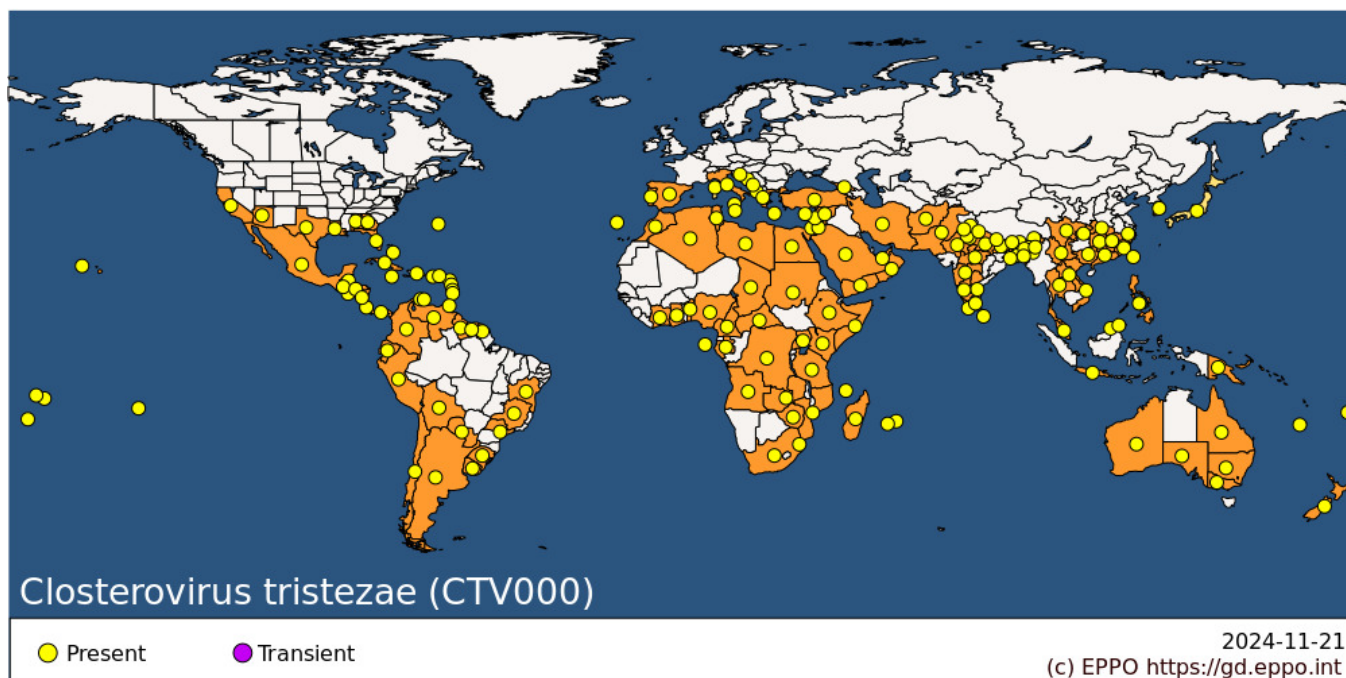 Closterovirus tristezae (CTV000)
Present
Transient
2024-11-21
(c) EPPO https://gd.eppo.int